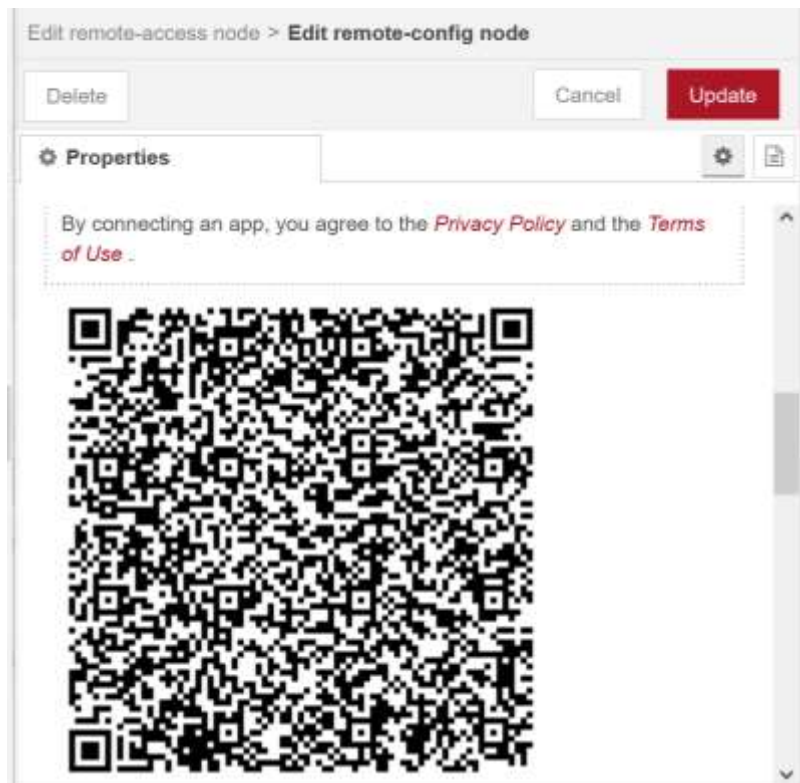 Edit remote-access node > Edit remote-config node
Delete
Cancel
Update
Properties
By connecting an app, you agree to the Privacy Policy and the Terms
of Use .